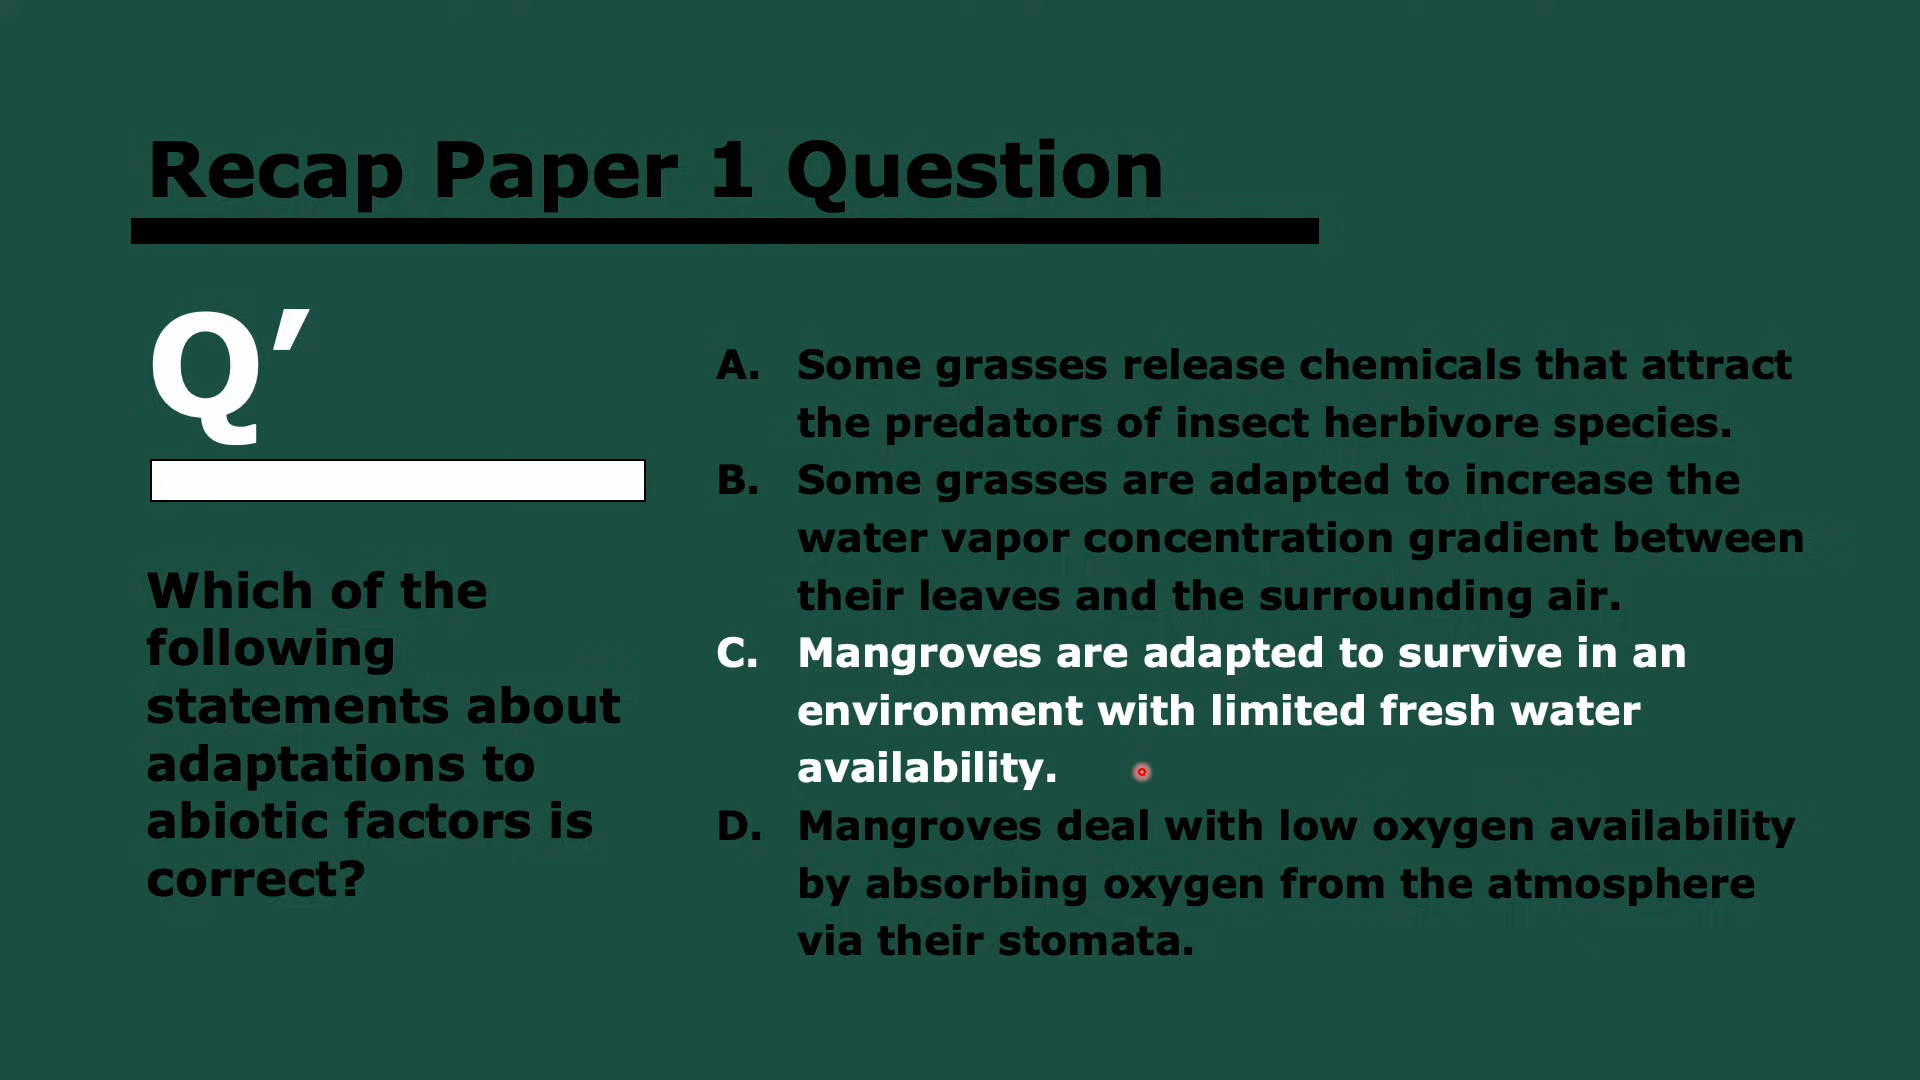 Recap Paper 1 Question
Q’
Which of the
following
statements about
adaptations to
abiotic factors is
correct?
A. Some grasses release chemicals that attract
the predators of insect herbivore species.
B. Some grasses are adapted to increase the
water vapor concentration gradient between
their leaves and the surrounding air.
C. Mangroves are adapted to survive in an
environment with limited fresh water
availability.
D. Mangroves deal with low oxygen availability
by absorbing oxygen from the atmosphere
via their stomata.